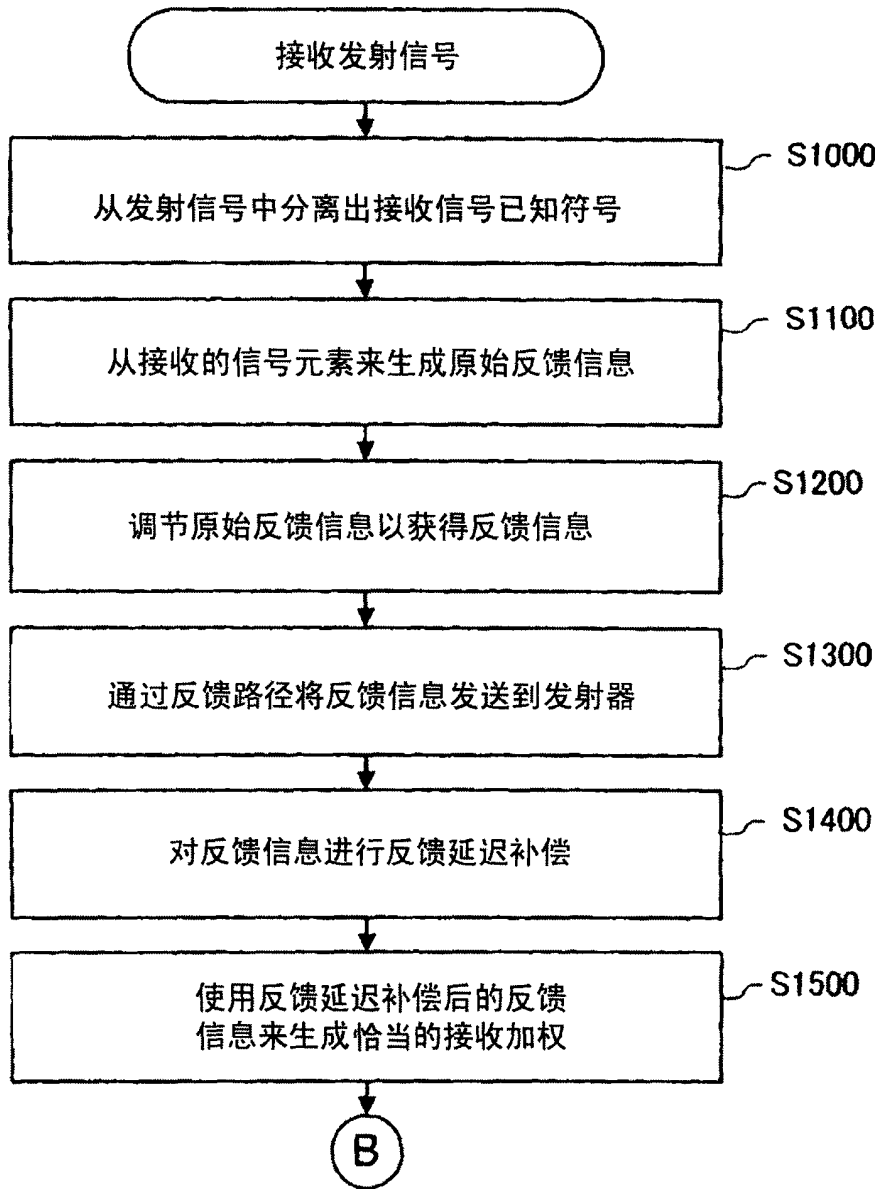 接收发射信号
S1000
从发射信号中分离出接收信号已知符号
S1100
从接收的信号元素来生成原始反馈信息
S1200
调节原始反馈信息以获得反馈信息
S1300
通过反馈路径将反馈信息发送到发射器
S1400
对反馈信息进行反馈延迟补偿
S1500
使用反馈延迟补偿后的反馈
信息来生成恰当的接收加权
B